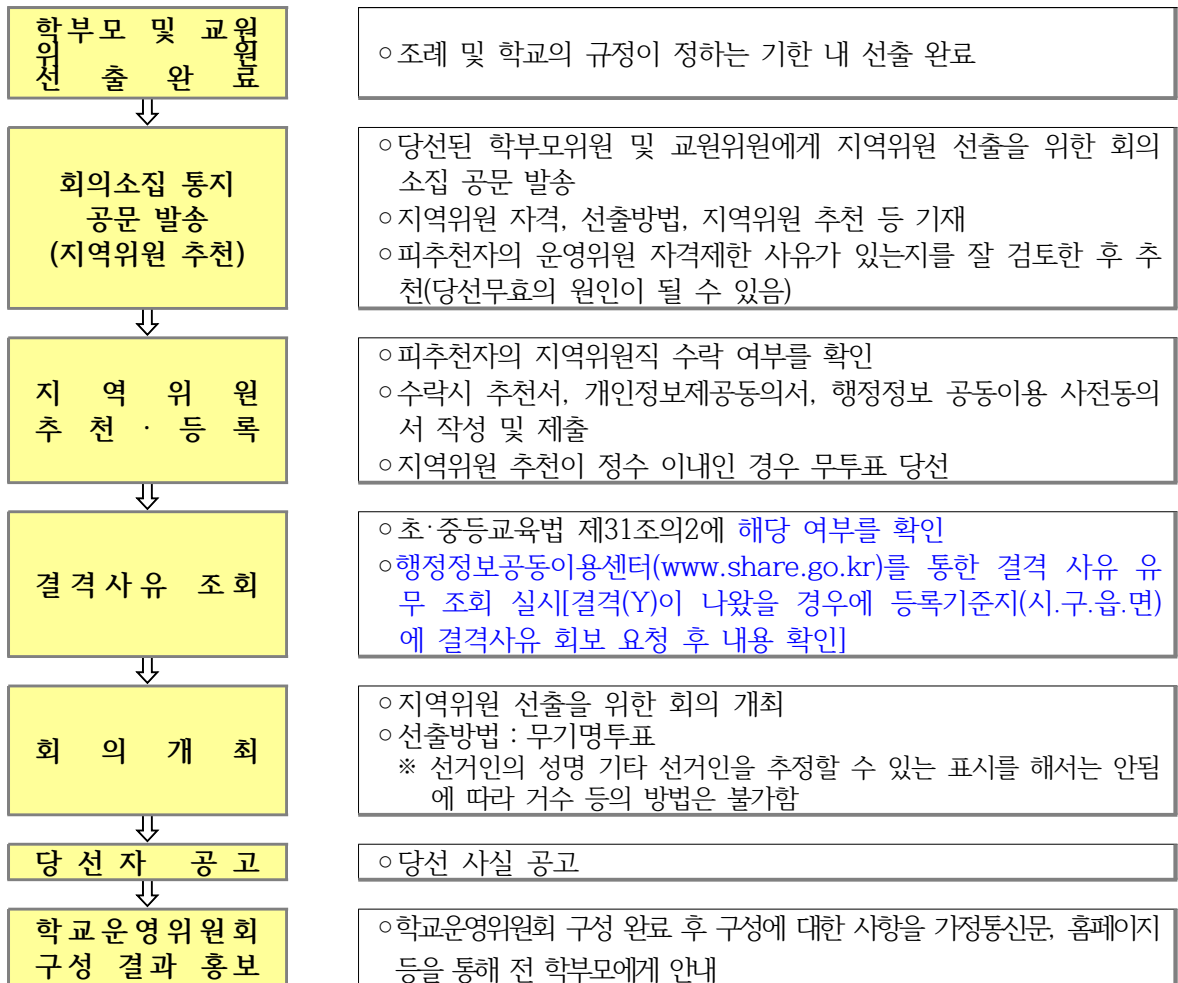 학부모 및 교원
위 원
선 출 완 료
○조례 및 학교의 규정이 정하는 기한 내 선출 완료
회의소집 통지
공문 발송
(지역위원 추천)
○당선된 학부모위원 및 교원위원에게 지역위원 선출을 위한 회의
소집 공문 발송
○지역위원 자격, 선출방법, 지역위원 추천 등 기재
○피추천자의 운영위원 자격제한 사유가 있는지를 잘 검토한 후 추
천(당선무효의 원인이 될 수 있음)
지 역 위 원
추 천 · 등 록
○피추천자의 지역위원직 수락 여부를 확인
○수락시 추천서, 개인정보제공동의서, 행정정보 공동이용 사전동의
서 작성 및 제출
○지역위원 추천이 정수 이내인 경우 무투표 당선
결격사유 조회
○초·중등교육법 제31조의2에 해당 여부를 확인
○행정정보공동이용센터(www.share.go.kr)를 통한 결격 사유 유
무 조회 실시[결격(Y)이 나왔을 경우에 등록기준지(시.구.읍.면)
에 결격사유 회보 요청 후 내용 확인]
회 의 개 최
○지역위원 선출을 위한 회의 개최
○선출방법 : 무기명투표
※ 선거인의 성명 기타 선거인을 추정할 수 있는 표시를 해서는 안됨
에 따라 거수 등의 방법은 불가함
당선자 공고
○당선 사실 공고
학교운영위원회
구성 결과 홍보
○학교운영위원회 구성 완료 후 구성에 대한 사항을 가정통신문, 홈페이지
등을 통해 전 학부모에게 안내